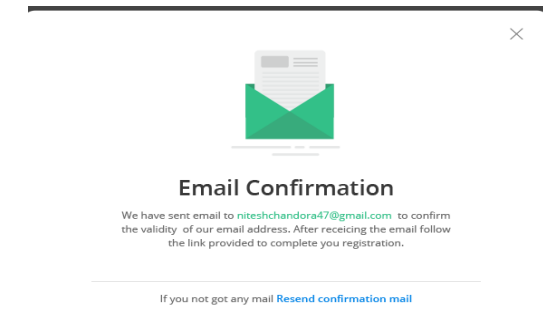 Email Confirmation
We have sent email to niteshchandora47@gmail.com to confirm
the validity of our email address. After receicing the email follow
the link provided to complete you registration.
If you not got any mail Resend confirmation mail